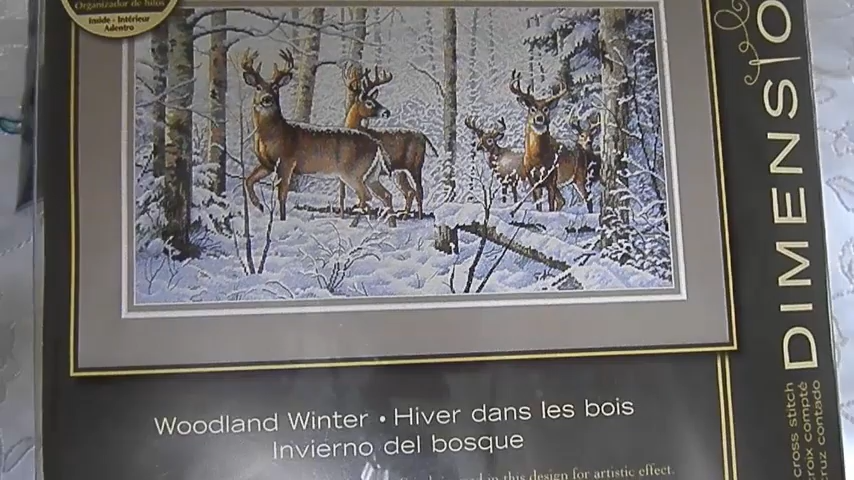 Organizador de hilos
Inside • Intérieur
Adentro
Woodland Winter • Hiver dans les bois
Invierno del bosque
in this design for artistic effect.
cross stitch
croix compté
cruz contado